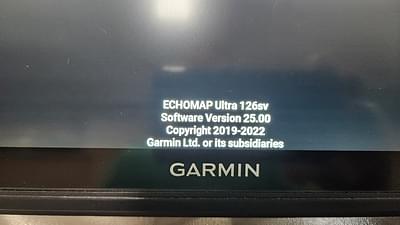 ECHOMAP Ultra 126sv
Software Version 25.00
Copyright 2019-2022
Garmin Ltd. or its subsidiaries
GARMIN